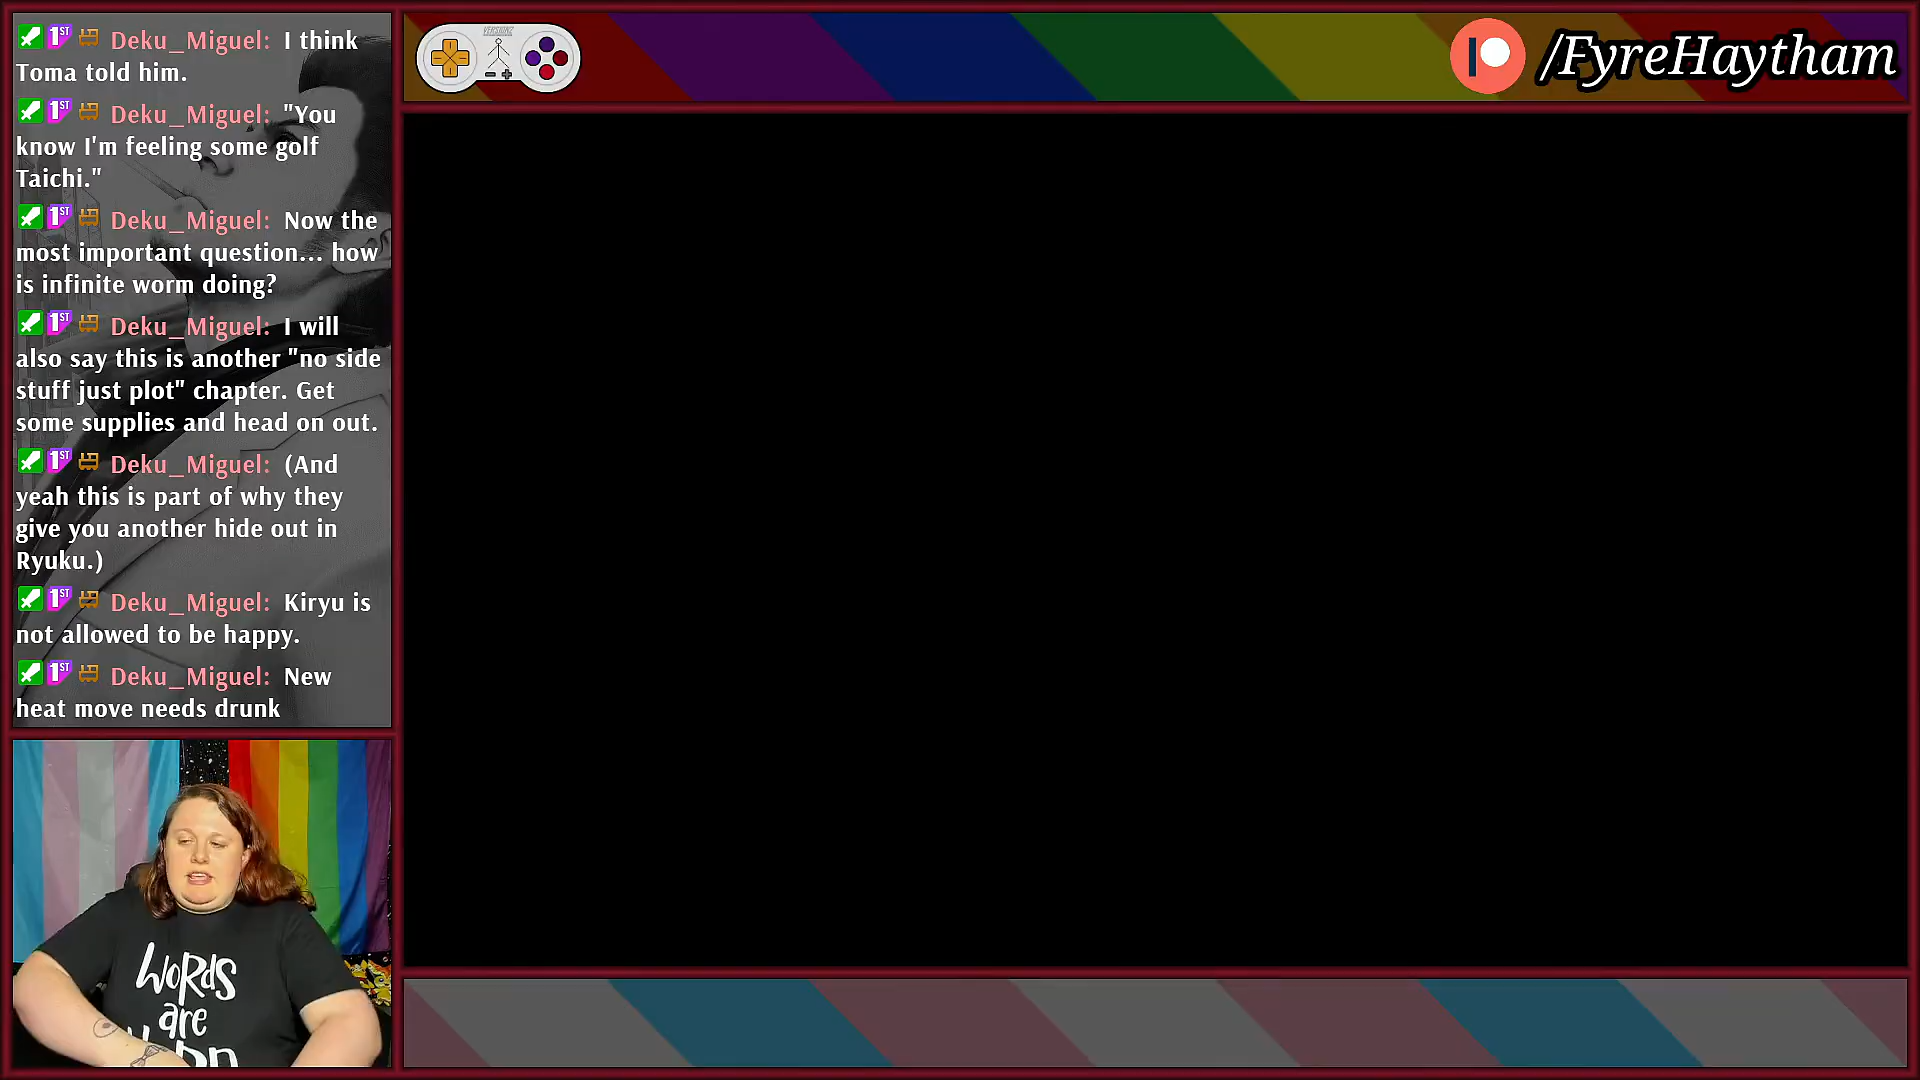 Deku_Miguel: I think
Toma told him.
Deku_Miguel: "You
know I'm feeling some golf
Taichi."
Deku_Miguel: Now the
most important question... how
is infinite worm doing?
Deku_Miguel: I will
also say this is another "no side
stuff just plot" chapter. Get
some supplies and head on out.
Deku_Miguel: (And
yeah this is part of why they
give you another hide out in
Ryuku.)
Deku_Miguel: Kiryu is
not allowed to be happy.
Deku_Miguel: New
heat move needs drunk
/FyreHaytham
WORDS
are